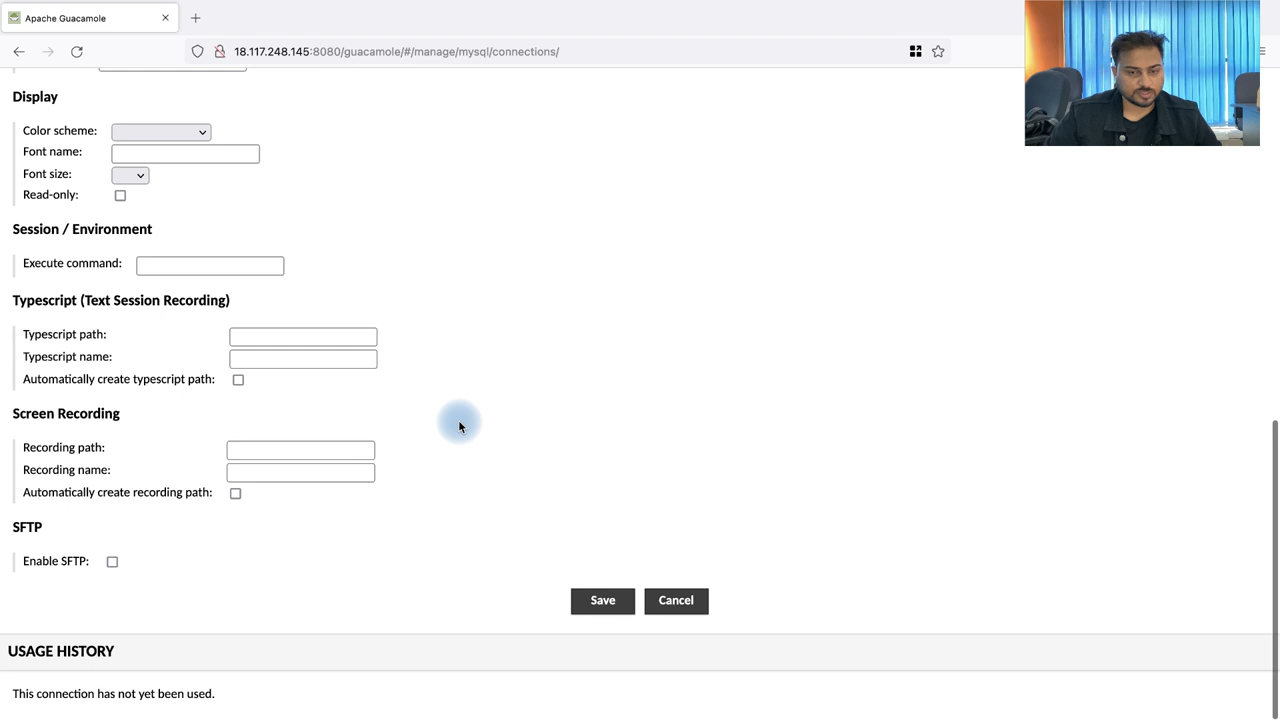 Apache Guacamole
18.117.248.145:8080/guacamole/#/manage/mysql/connections/
Display
Color scheme:
Font name:
Font size:
Read-only:
Session / Environment
Execute command:
Typescript (Text Session Recording)
Typescript path:
Typescript name:
Automatically create typescript path:
Screen Recording
Recording path:
Recording name:
Automatically create recording path:
SFTP
Enable SFTP:
Save Cancel
USAGE HISTORY
This connection has not yet been used.